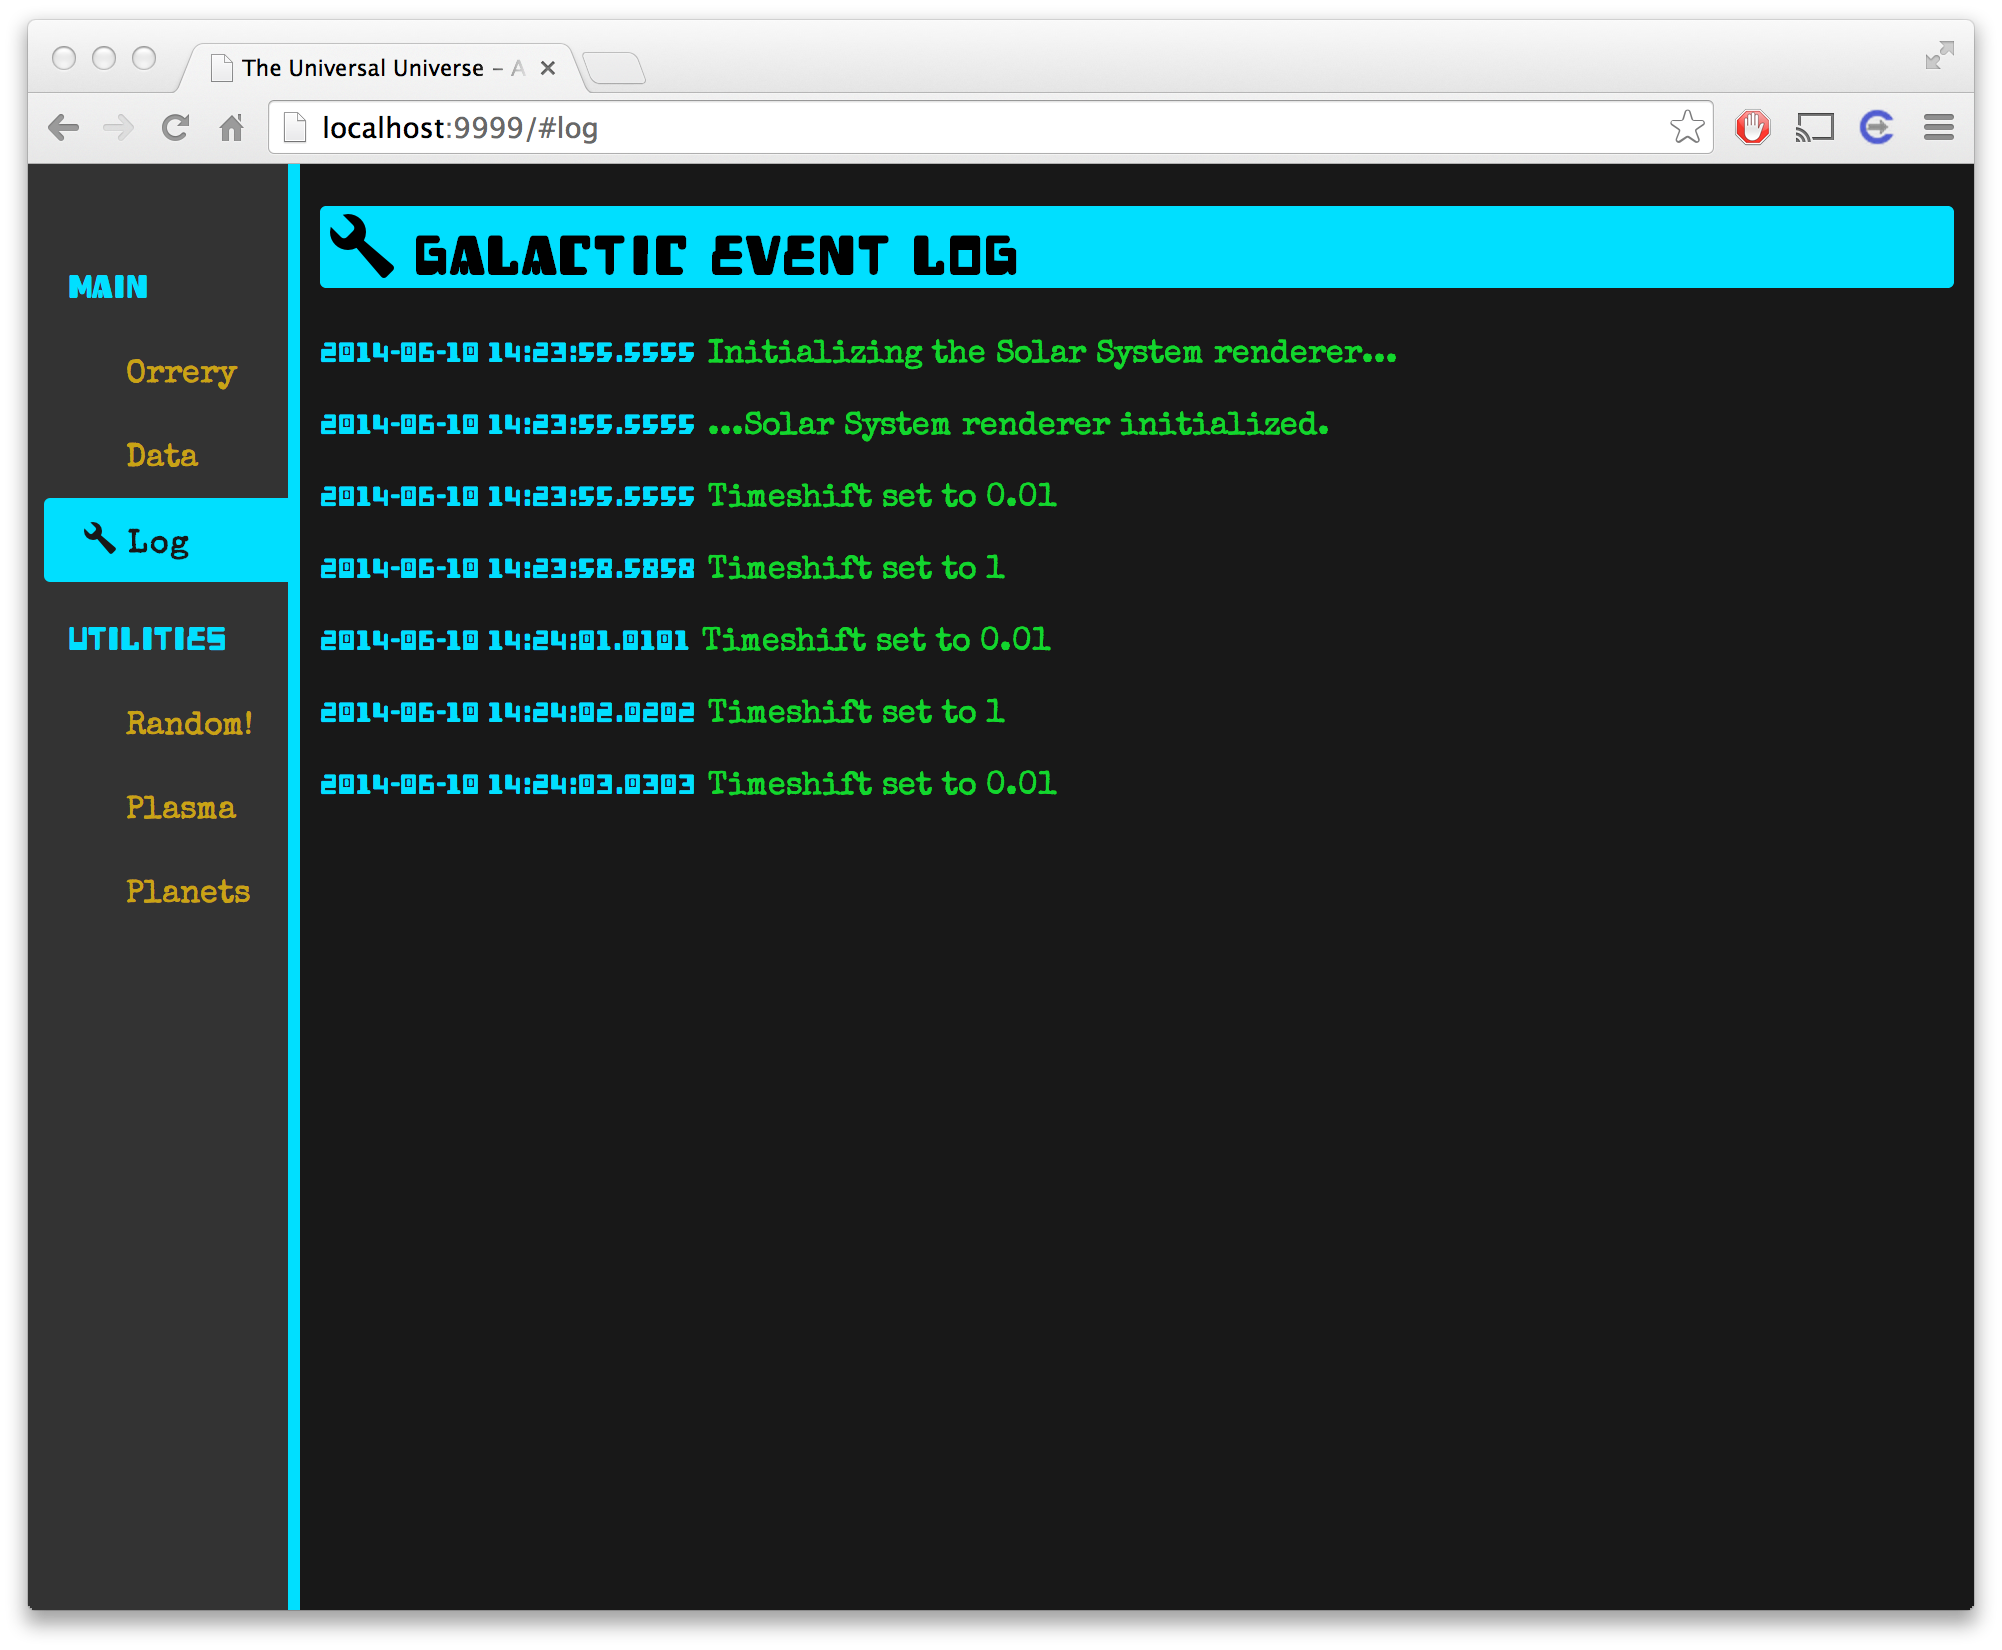 The Universal Universe – A
localhost:9999/#log
MAIN
Orrery
Data
Log
UTILITIES
Random!
Plasma
Planets
GALACTIC EVENT LOG
2014-06-10 14:23:55.5555 Initializing the Solar System renderer...
2014-06-10 14:23:55.5555 ...Solar System renderer initialized.
2014-06-10 14:23:55.5555 Timeshift set to 0.01
2014-06-10 14:23:58.5858 Timeshift set to 1
2014-06-10 14:24:01.0101 Timeshift set to 0.01
2014-06-10 14:24:02.0202 Timeshift set to 1
2014-06-10 14:24:03.0303 Timeshift set to 0.01